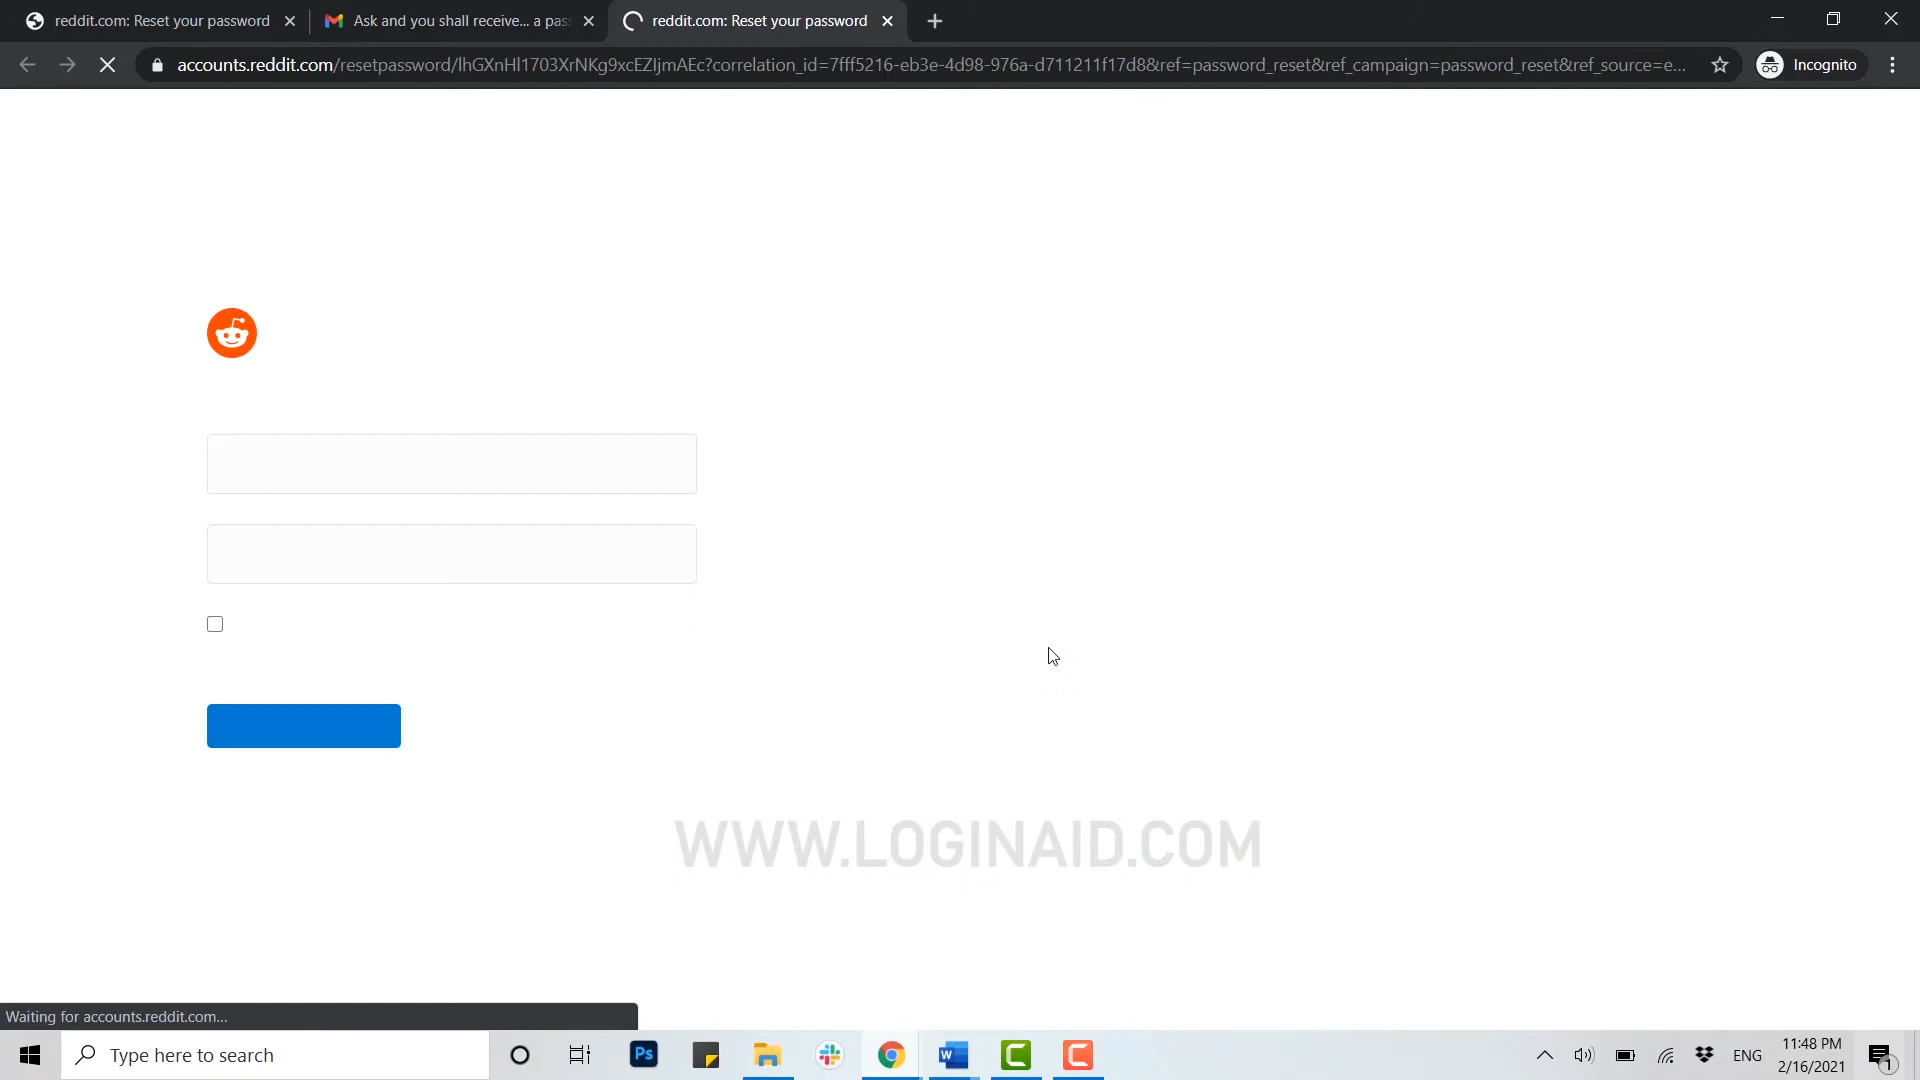 reddit.com: Reset your password
Ask and you shall receive... a pas
reddit.com: Reset your password
accounts.reddit.com/resetpassword/lhGXnHl1703XrNKg9xcEZIjmAEc?correlation_id=7fff5216-eb3e-4d98-976a-d711211f17d8&ref=password_reset&ref_campaign=password_reset&ref_source=e...
Incognito
WWW.LOGINAID.COM
Waiting for accounts.reddit.com...
Type here to search
Ps
W
ENG
11:48 PM
2/16/2021
1